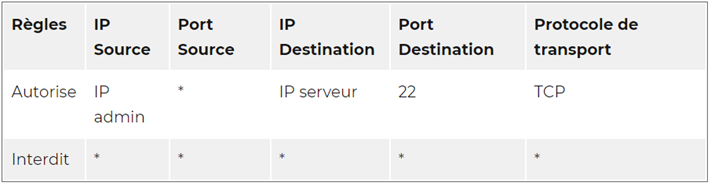 Règles IP Source Port Source IP Destination Port Destination Protocole de transport
Autorise IP admin * IP serveur 22 TCP
Interdit * * * * *